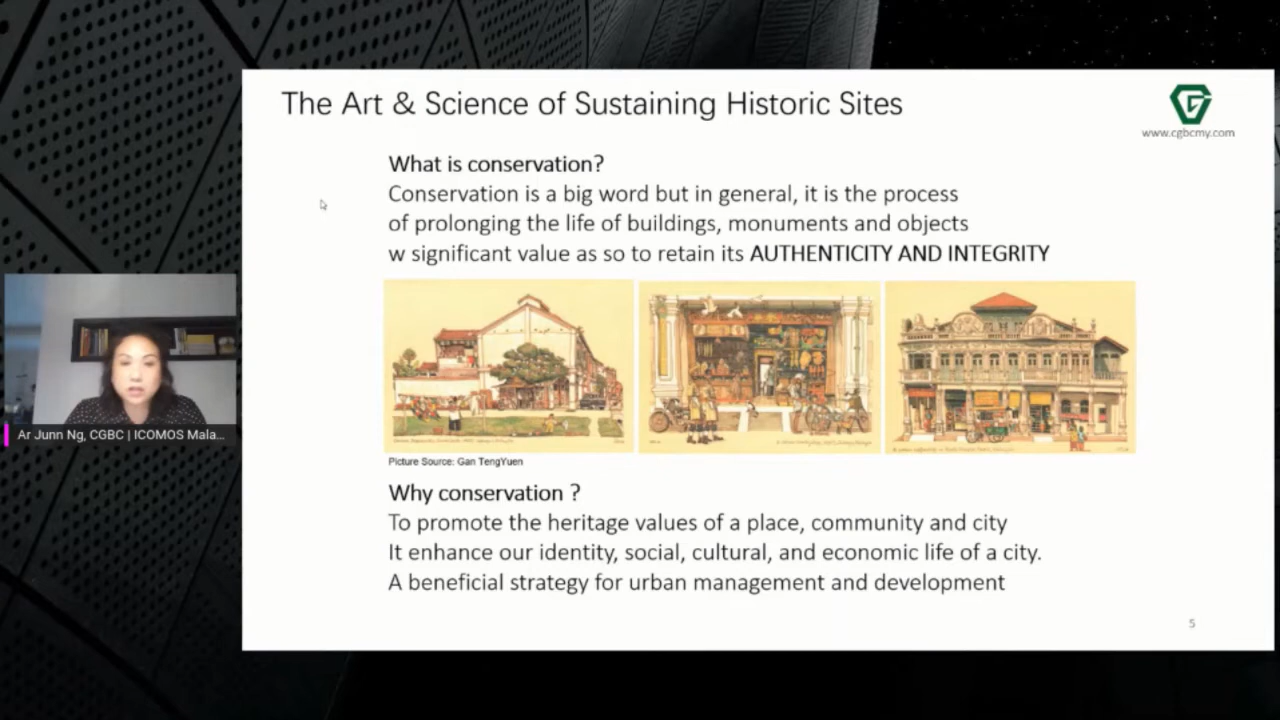 The Art & Science of Sustaining Historic Sites
www.cgbcmy.com
What is conservation?
Conservation is a big word but in general, it is the process
of prolonging the life of buildings, monuments and objects
w significant value as so to retain its AUTHENTICITY AND INTEGRITY
Ar Junn Ng, CGBC | ICOMOS Mala...
Picture Source: Gan TengYuen
Why conservation ?
To promote the heritage values of a place, community and city
It enhance our identity, social, cultural, and economic life of a city.
A beneficial strategy for urban management and development
5